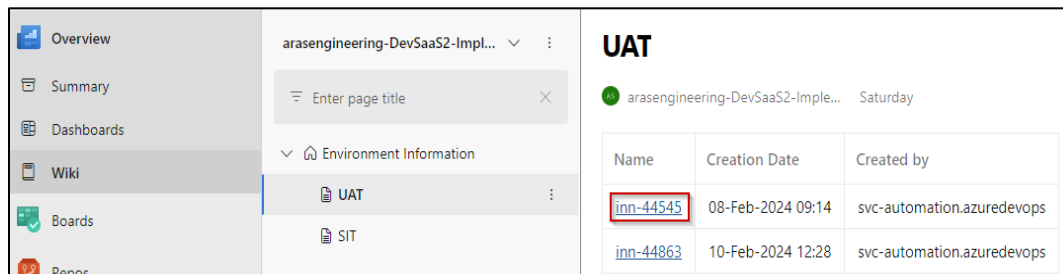 Overview
Summary
Dashboards
Wiki
Boards
Repos
arasengineering-DevSaaS2-Impl...
Enter page title
Environment Information
UAT
SIT
UAT
AS arasengineering-DevSaaS2-Imple... Saturday
Name Creation Date Created by
inn-44545 08-Feb-2024 09:14 svc-automation.azuredevops
inn-44863 10-Feb-2024 12:28 svc-automation.azuredevops